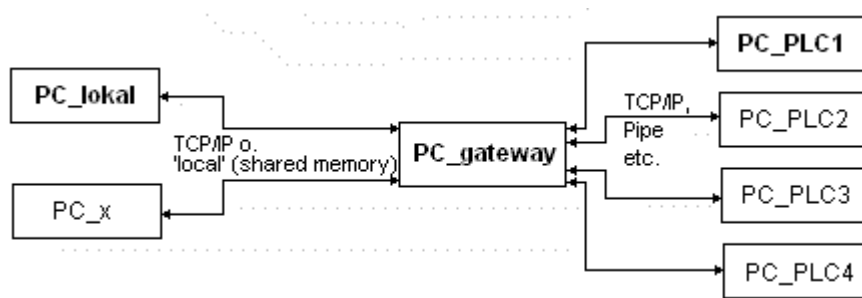 PC_lokal
PC_x
TCP/IP o.
'local' (shared memory)
PC_gateway
TCP/IP,
Pipe
etc.
PC_PLC1
PC_PLC2
PC_PLC3
PC_PLC4